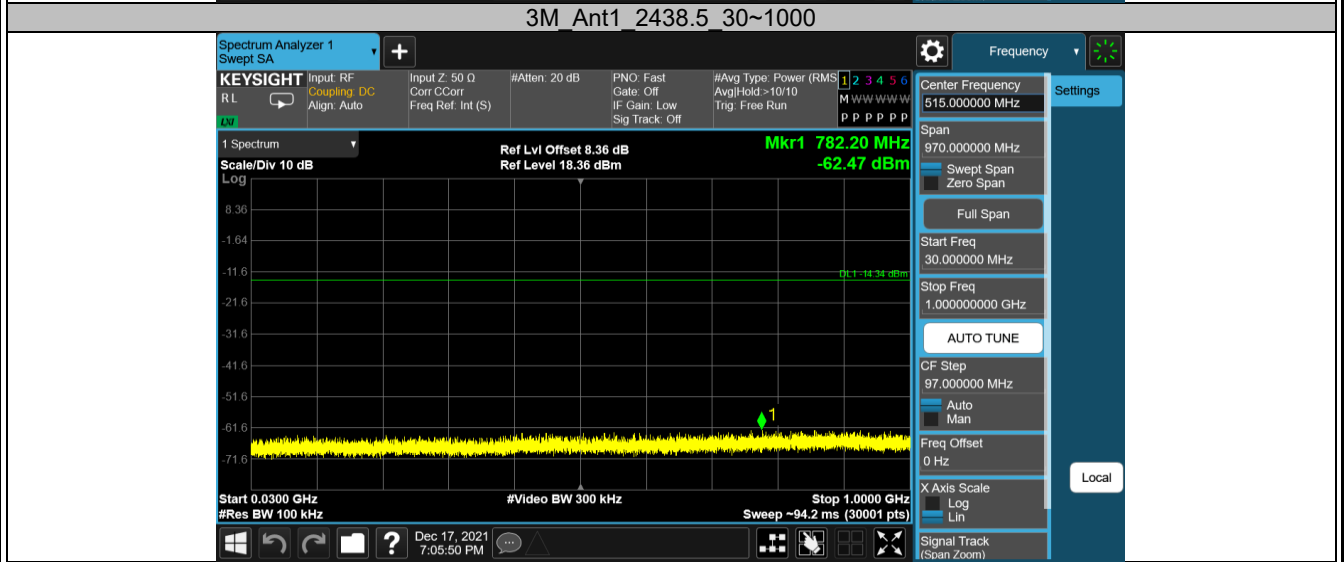 3M_Ant1_2438.5_30~1000
Spectrum Analyzer 1
Swept SA
+
Frequency
KEYSIGHT
R L
LXI
Input: RF
Coupling: DC
Align: Auto
Input Z: 50 Ω
Corr CCorr
Freq Ref: Int (S)
#Atten: 20 dB
PNO: Fast
Gate: Off
IF Gain: Low
Sig Track: Off
#Avg Type: Power (RMS
Avg|Hold:>10/10
Trig: Free Run
1 2 3 4 5 6
M W W W W W
P P P P P P
Center Frequency
515.000000 MHz
Settings
Span
970.000000 MHz
Swept Span
Zero Span
Full Span
Start Freq
30.000000 MHz
Stop Freq
1.000000000 GHz
AUTO TUNE
CF Step
97.000000 MHz
Auto
Man
Freq Offset
0 Hz
X Axis Scale
Log
Lin
Signal Track
(Span Zoom)
Local
1 Spectrum
Scale/Div 10 dB
Ref Lvl Offset 8.36 dB
Ref Level 18.36 dBm
Mkr1 782.20 MHz
-62.47 dBm
Log
8.36
-1.64
-11.6
DL1 -14.34 dBm
-21.6
-31.6
-41.6
-51.6
1
-61.6
-71.6
Start 0.0300 GHz
#Video BW 300 kHz
Stop 1.0000 GHz
#Res BW 100 kHz
Sweep ~94.2 ms (30001 pts)
?
Dec 17, 2021
7:05:50 PM